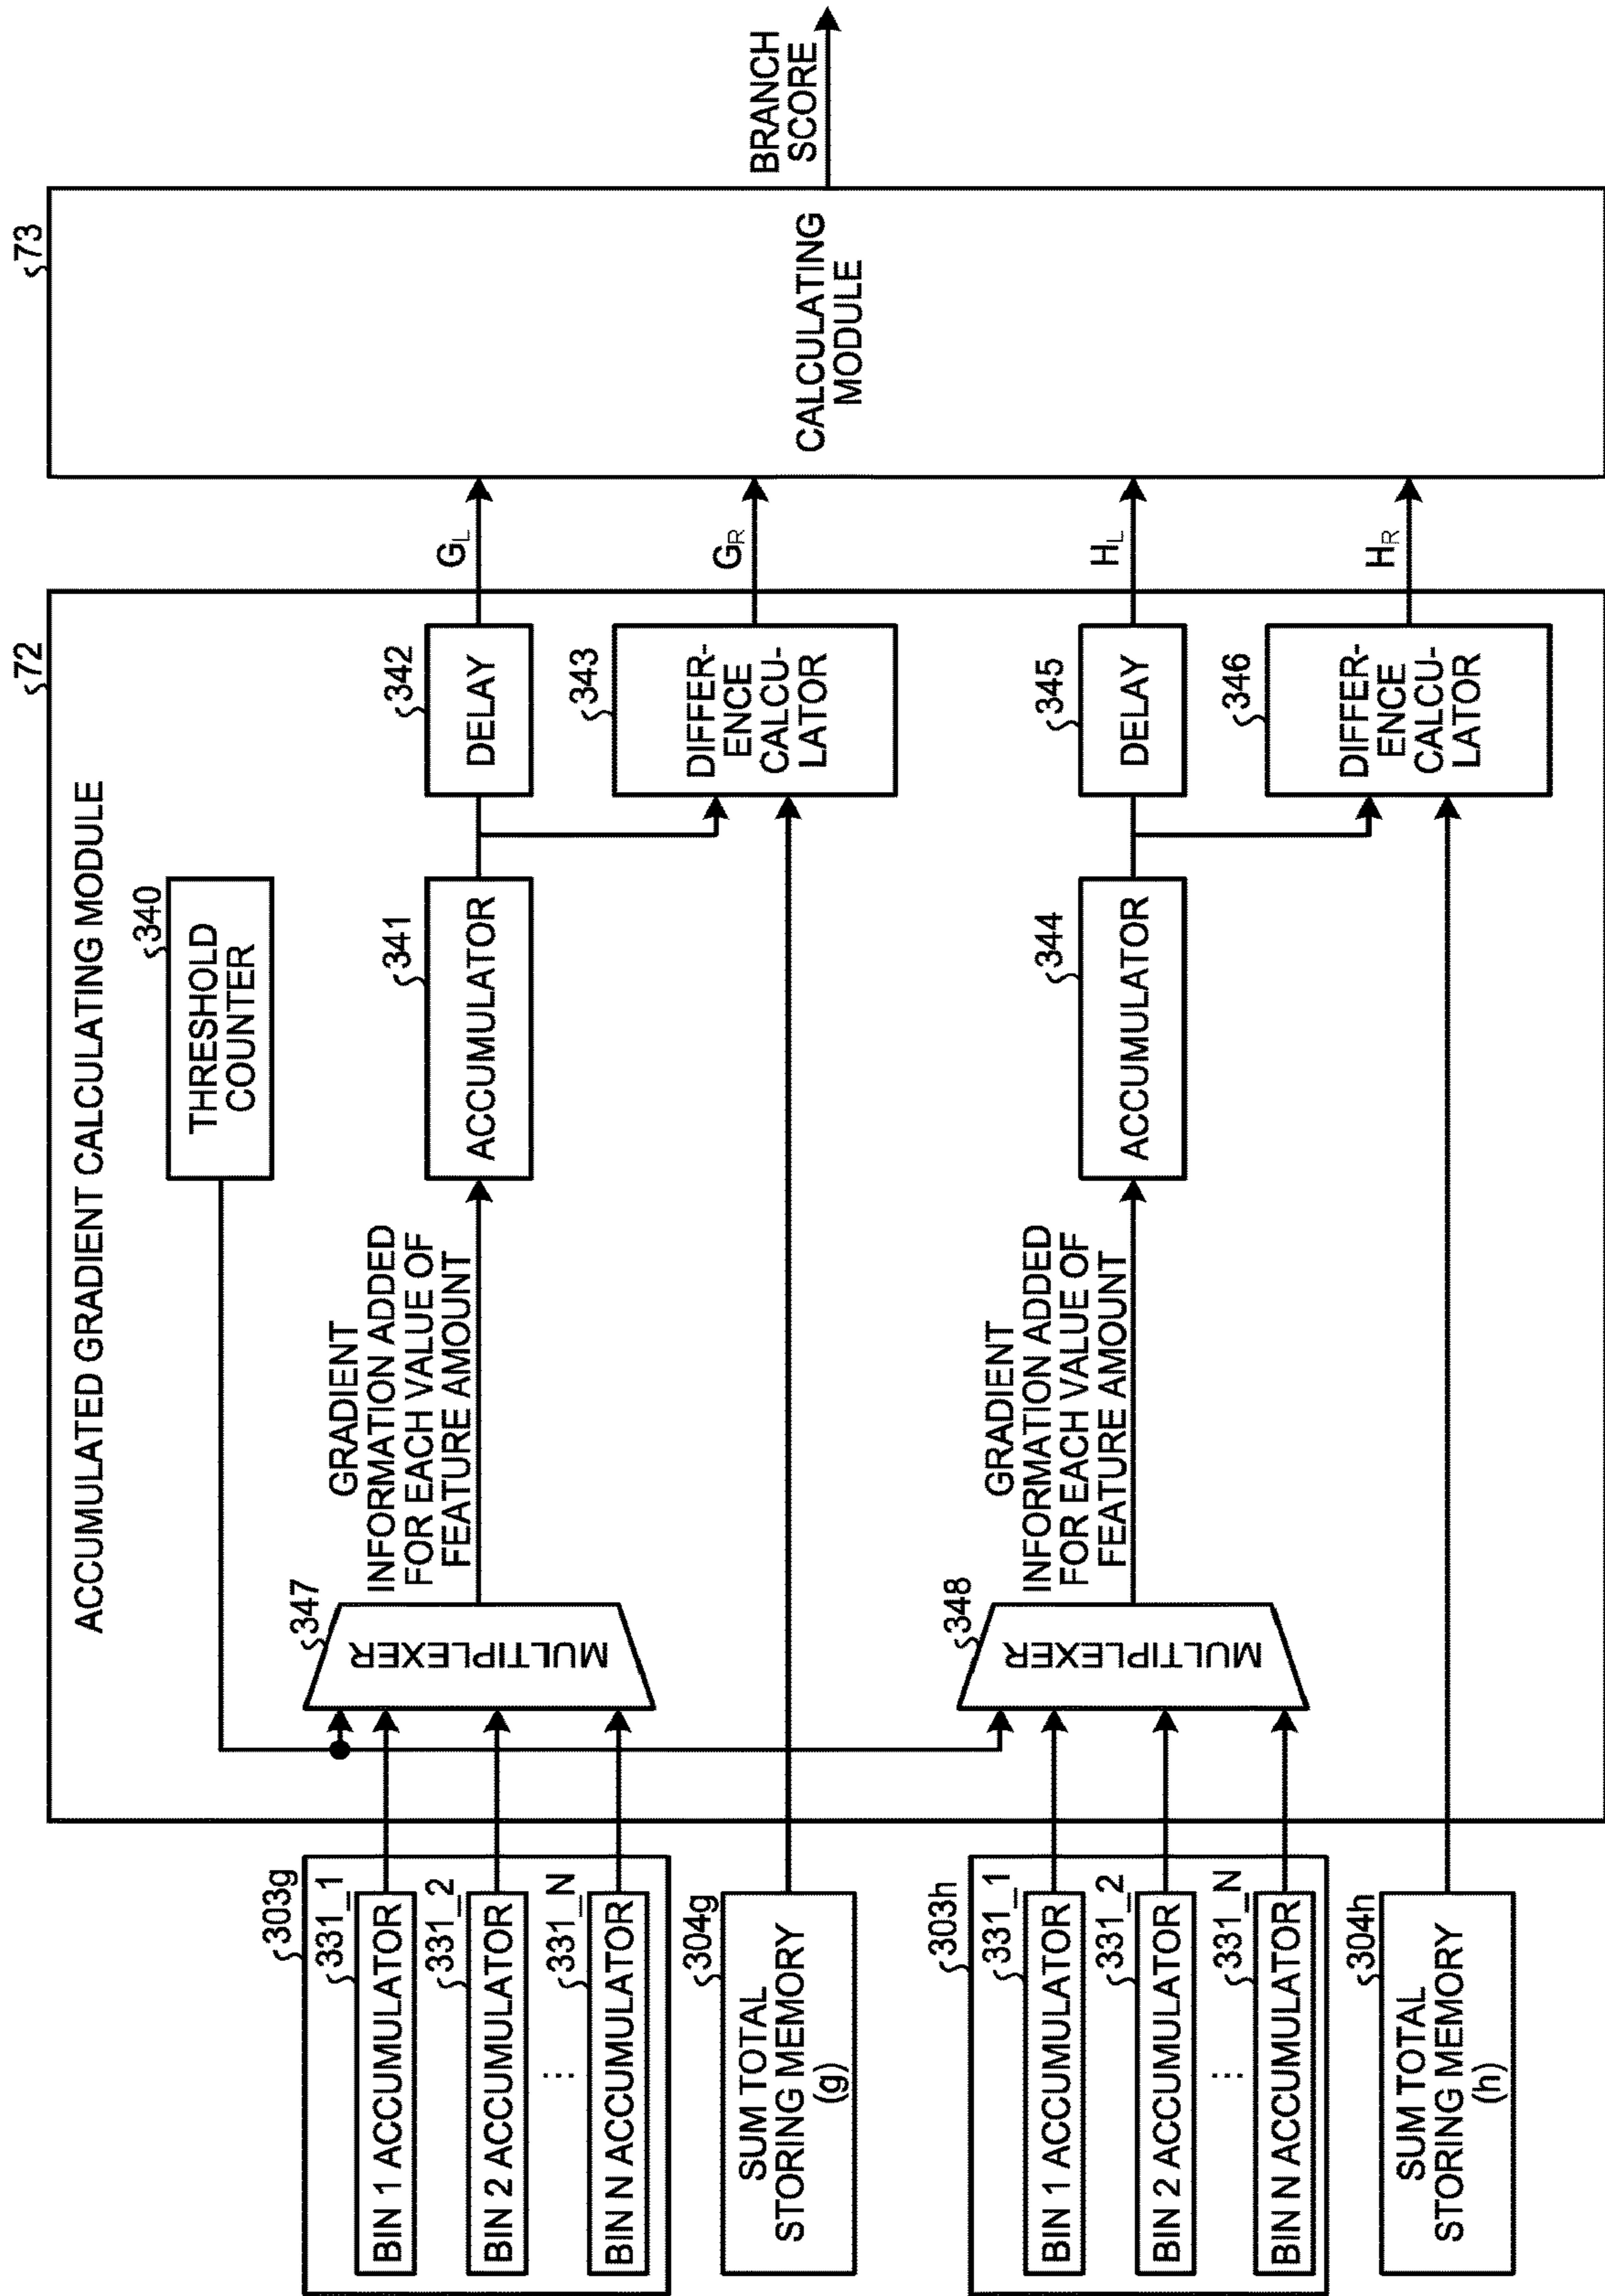 72
ACCUMULATED GRADIENT CALCULATING MODULE
73
303g
331_1
BIN 1 ACCUMULATOR
331_2
BIN 2 ACCUMULATOR
...
331_N
BIN N ACCUMULATOR
304g
SUM TOTAL
STORING MEMORY
(g)
303h
331_1
BIN 1 ACCUMULATOR
331_2
BIN 2 ACCUMULATOR
...
331_N
BIN N ACCUMULATOR
304h
SUM TOTAL
STORING MEMORY
(h)
347
MULTIPLEXER
348
MULTIPLEXER
GRADIENT
INFORMATION ADDED
FOR EACH VALUE OF
FEATURE AMOUNT
GRADIENT
INFORMATION ADDED
FOR EACH VALUE OF
FEATURE AMOUNT
340
THRESHOLD
COUNTER
341
ACCUMULATOR
344
ACCUMULATOR
342
DELAY
343
DIFFER-
ENCE
CALCU-
LATOR
345
DELAY
346
DIFFER-
ENCE
CALCU-
LATOR
GL
GR
HL
HR
CALCULATING
MODULE
BRANCH
SCORE